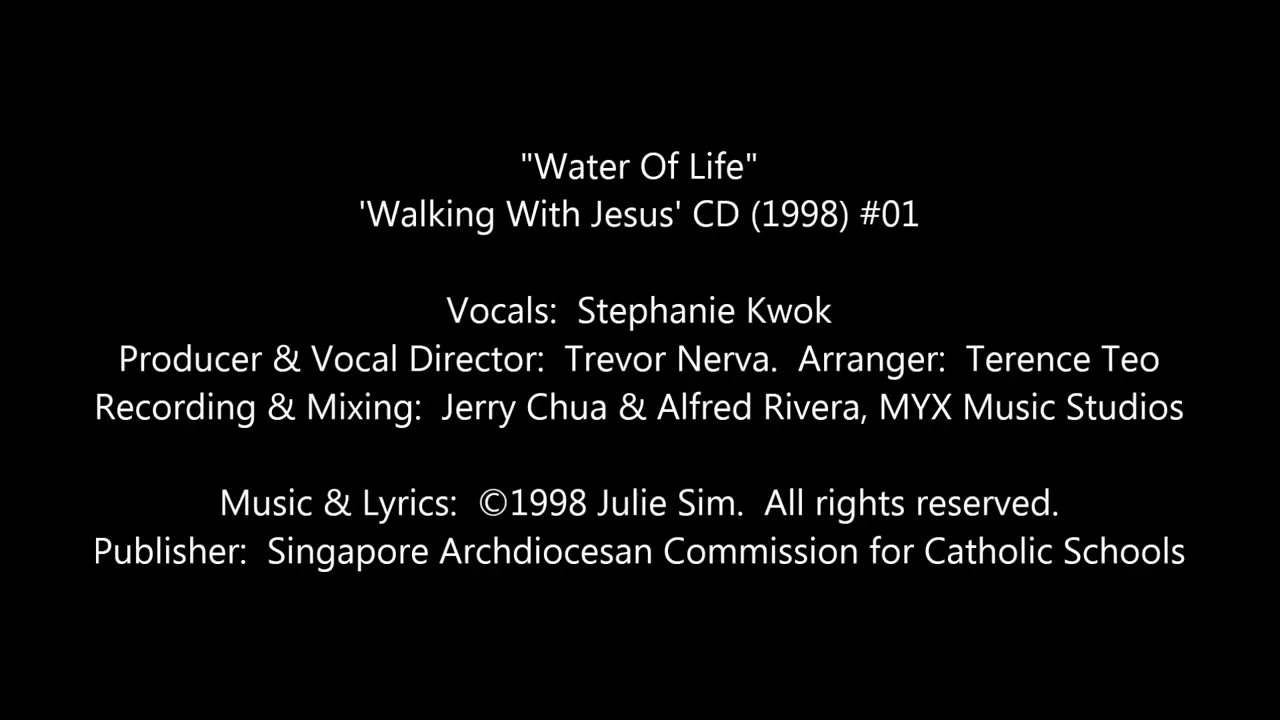 "Water Of Life"
'Walking With Jesus' CD (1998) #01
Vocals:  Stephanie Kwok
Producer & Vocal Director:  Trevor Nerva.  Arranger:  Terence Teo
Recording & Mixing:  Jerry Chua & Alfred Rivera, MYX Music Studios
Music & Lyrics:  ©1998 Julie Sim.  All rights reserved.
Publisher:  Singapore Archdiocesan Commission for Catholic Schools